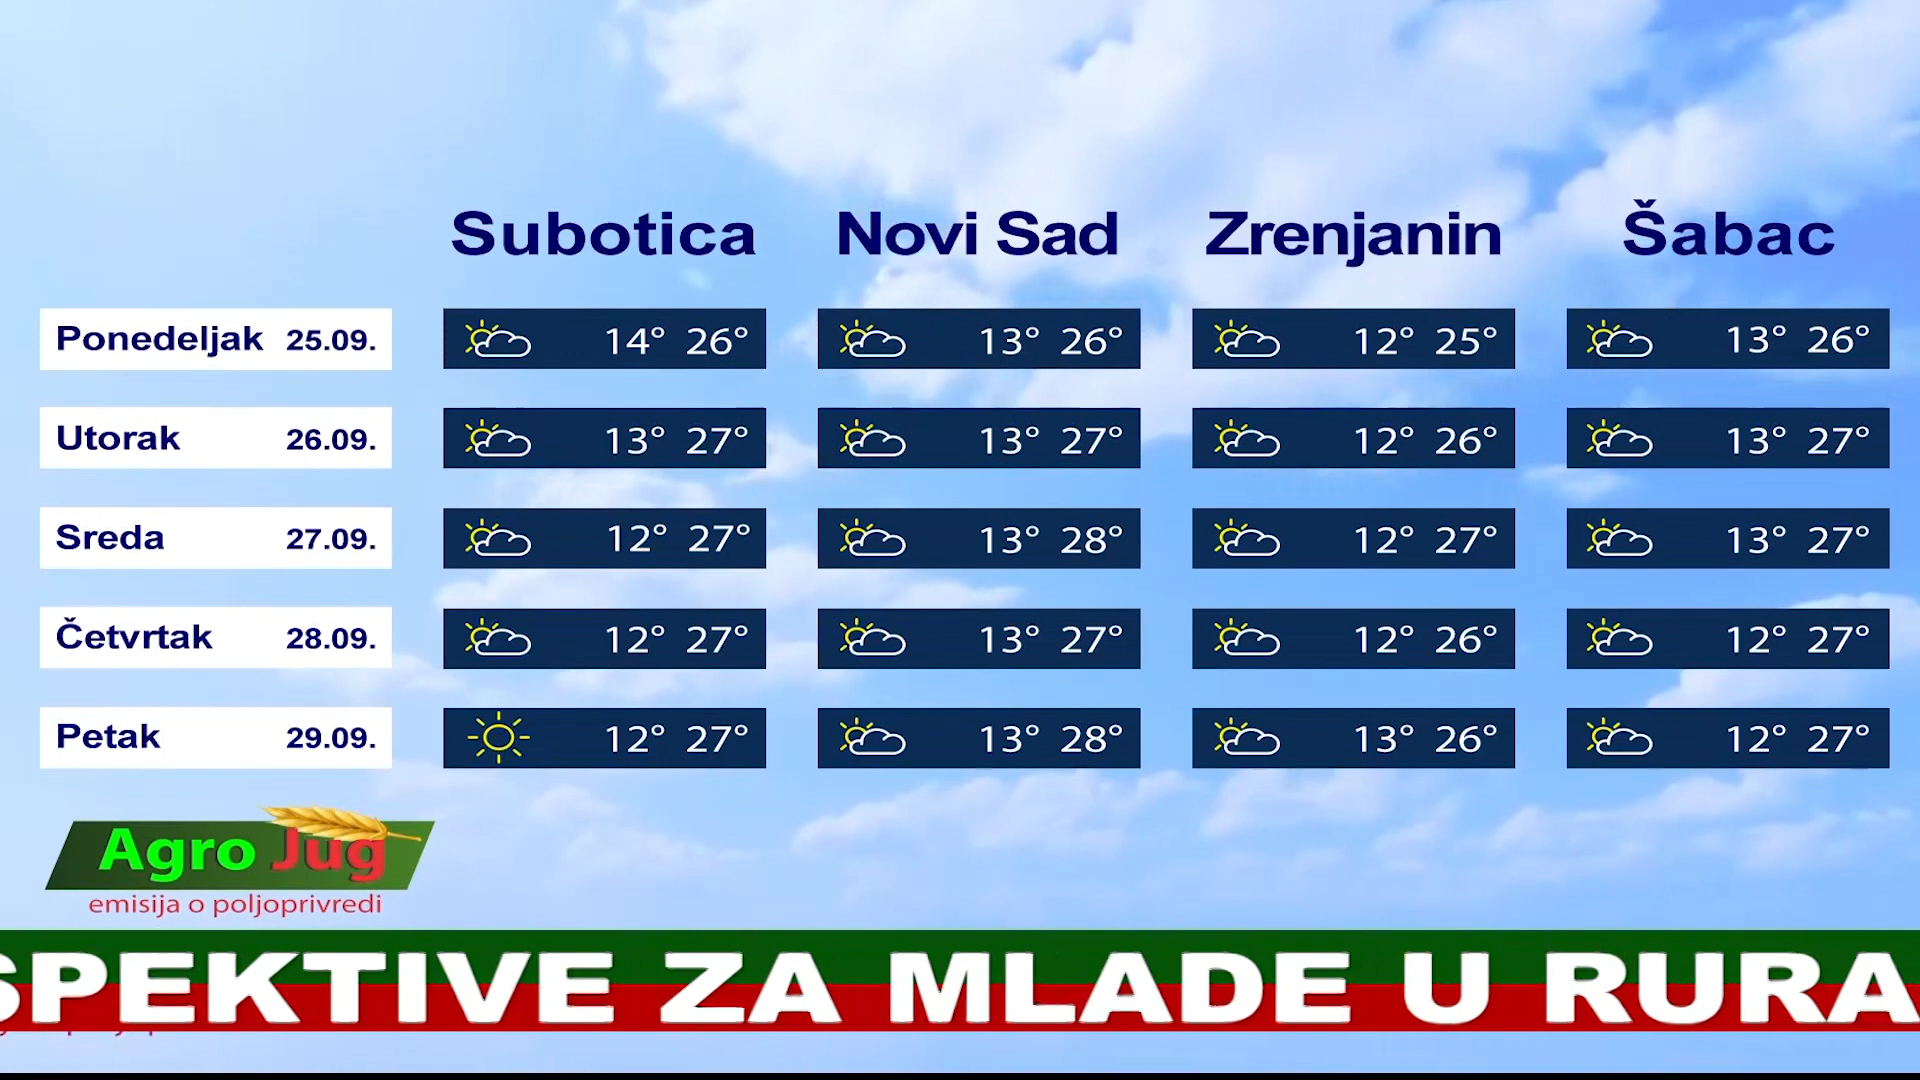 Subotica Novi Sad Zrenjanin Šabac
Ponedeljak 25.09. 14° 26° 13° 26° 12° 25° 13° 26°
Utorak 26.09. 13° 27° 13° 27° 12° 26° 13° 27°
Sreda 27.09. 12° 27° 13° 28° 12° 27° 13° 27°
Četvrtak 28.09. 12° 27° 13° 27° 12° 26° 12° 27°
Petak 29.09. 12° 27° 13° 28° 13° 26° 12° 27°
Agro Jug
emisija o poljoprivredi
SPEKTIVE ZA MLADE U RURA